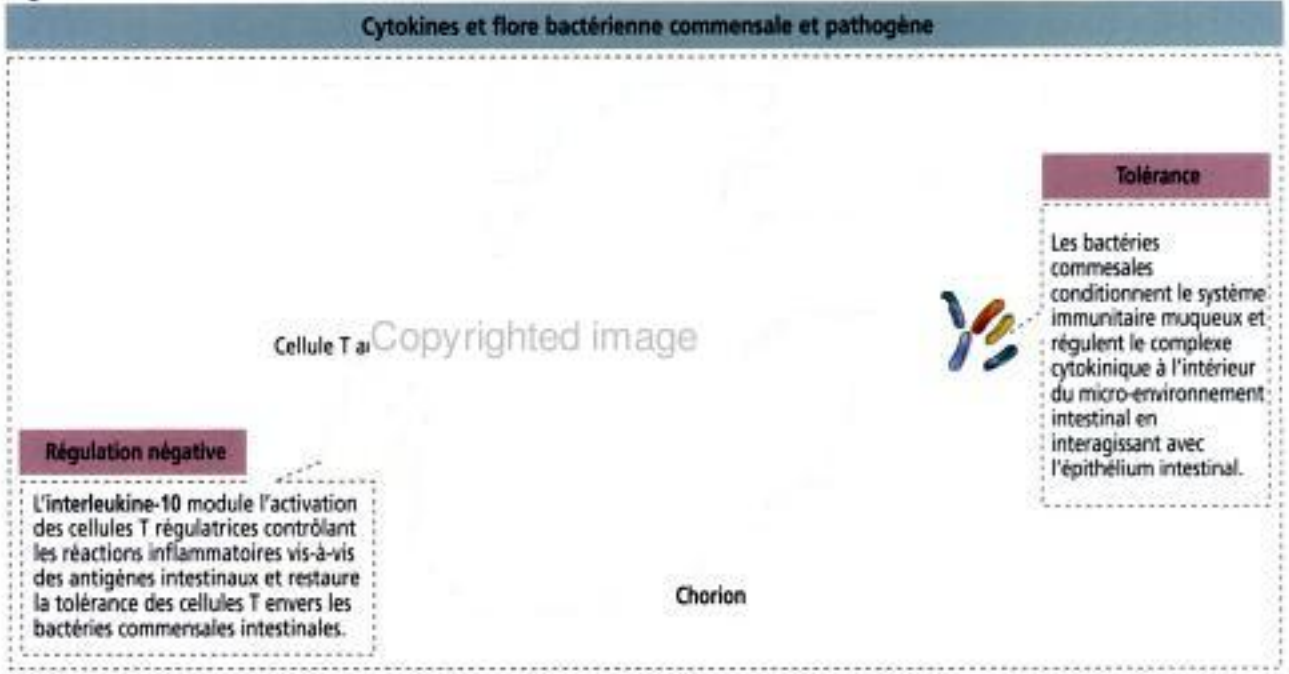 Cytokines et flore bactérienne commensale et pathogène
Tolérance
Les bactéries
commesales
conditionnent le système
immunitaire muqueux et
régulent le complexe
cytokinique à l'intérieur
du micro-environnement
intestinal en
interagissant avec
l'épithélium intestinal.
Cellule T
Copyrighted image
Régulation négative
L'interleukine-10 module l'activation
des cellules T régulatrices contrôlant
les réactions inflammatoires vis-à-vis
des antigènes intestinaux et restaure
la tolérance des cellules T envers les
bactéries commensales intestinales.
Chorion